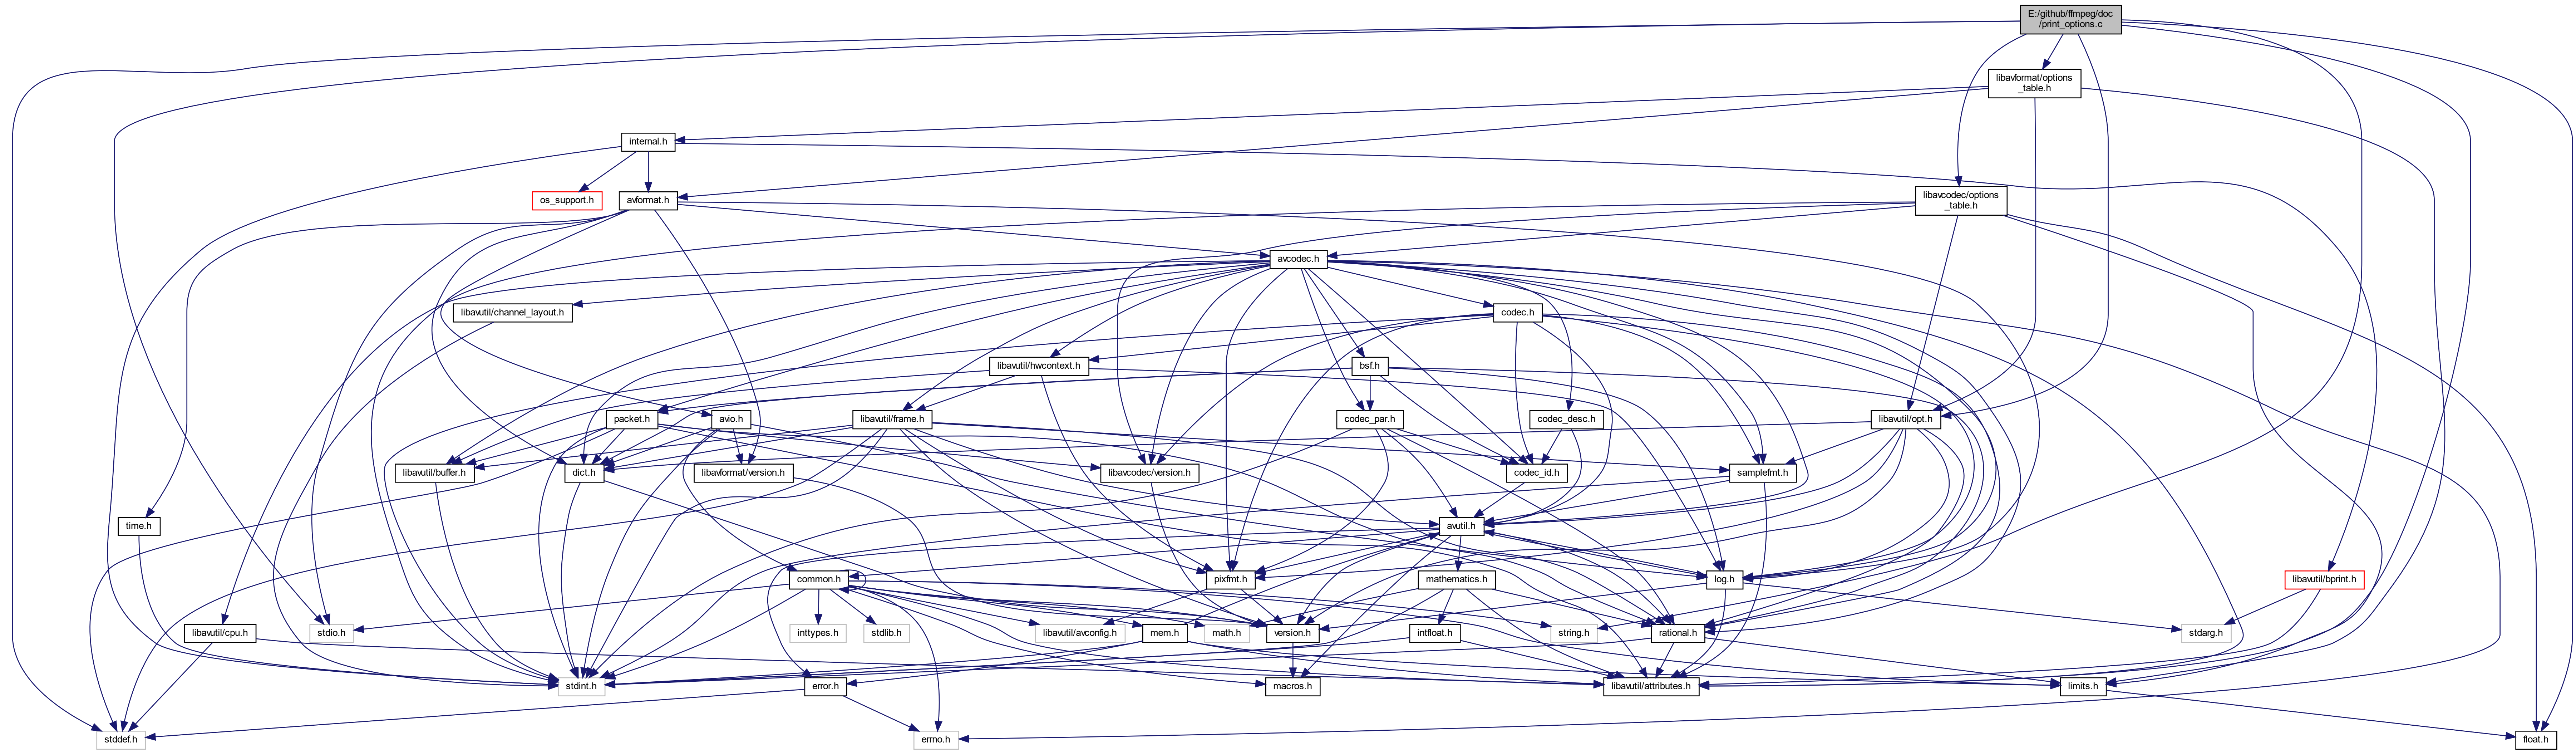 E:/github/ffmpeg/doc
/print_options.c
libavformat/options
_table.h
internal.h
os_support.h
avformat.h
libavcodec/options
_table.h
avcodec.h
libavutil/channel_layout.h
codec.h
libavutil/hwcontext.h
bsf.h
packet.h
avio.h
libavutil/frame.h
codec_par.h
codec_desc.h
libavutil/opt.h
libavutil/buffer.h
dict.h
libavformat/version.h
libavcodec/version.h
codec_id.h
samplefmt.h
time.h
avutil.h
common.h
pixfmt.h
mathematics.h
log.h
libavutil/bprint.h
libavutil/cpu.h
stdio.h
inttypes.h
stdlib.h
libavutil/avconfig.h
mem.h
math.h
version.h
intfloat.h
string.h
rational.h
stdarg.h
stdint.h
error.h
macros.h
libavutil/attributes.h
limits.h
stddef.h
errno.h
float.h